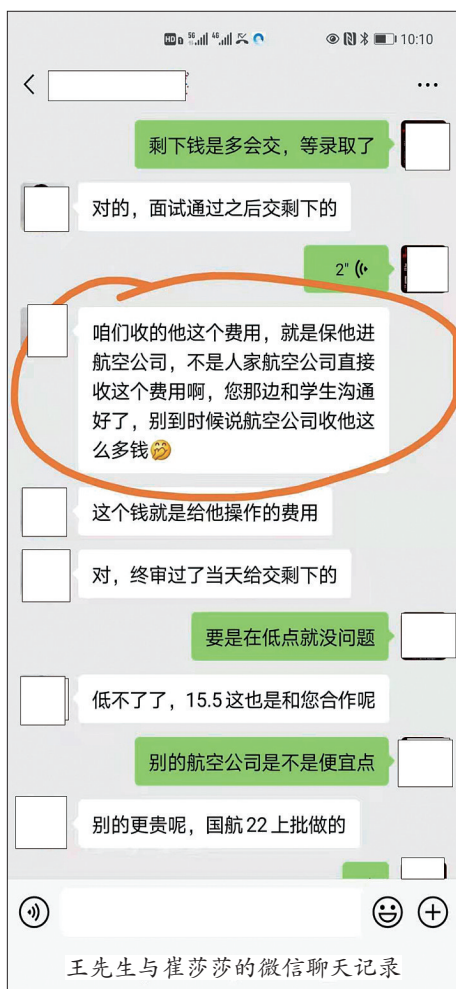 HD 5G 4G 10:10
剩下钱是多会交，等录取了
对的，面试通过之后交剩下的
2"
咱们收的他这个费用，就是保他进
航空公司，不是人家航空公司直接
收这个费用啊，您那边和学生沟通
好了，别到时候说航空公司收他这
么多钱🤭
这个钱就是给他操作的费用
对，终审过了当天给交剩下的
要是在低点就没问题
低不了了，15.5这也是和您合作呢
别的航空公司是不是便宜点
别的更贵呢，国航22上批做的
王先生与崔莎莎的微信聊天记录